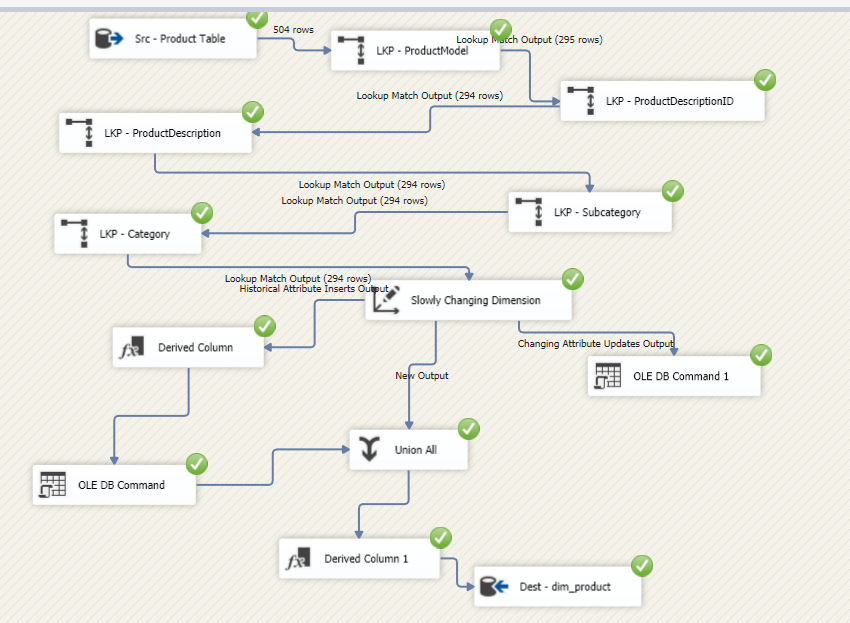 Src - Product Table
504 rows
LKP - ProductModel
Lookup Match Output (295 rows)
LKP - ProductDescriptionID
Lookup Match Output (294 rows)
LKP - ProductDescription
Lookup Match Output (294 rows)
LKP - Subcategory
Lookup Match Output (294 rows)
LKP - Category
Lookup Match Output (294 rows)
Historical Attribute Inserts Output
Slowly Changing Dimension
Derived Column
Changing Attribute Updates Output
New Output
OLE DB Command 1
Union All
OLE DB Command
Derived Column 1
Dest - dim_product